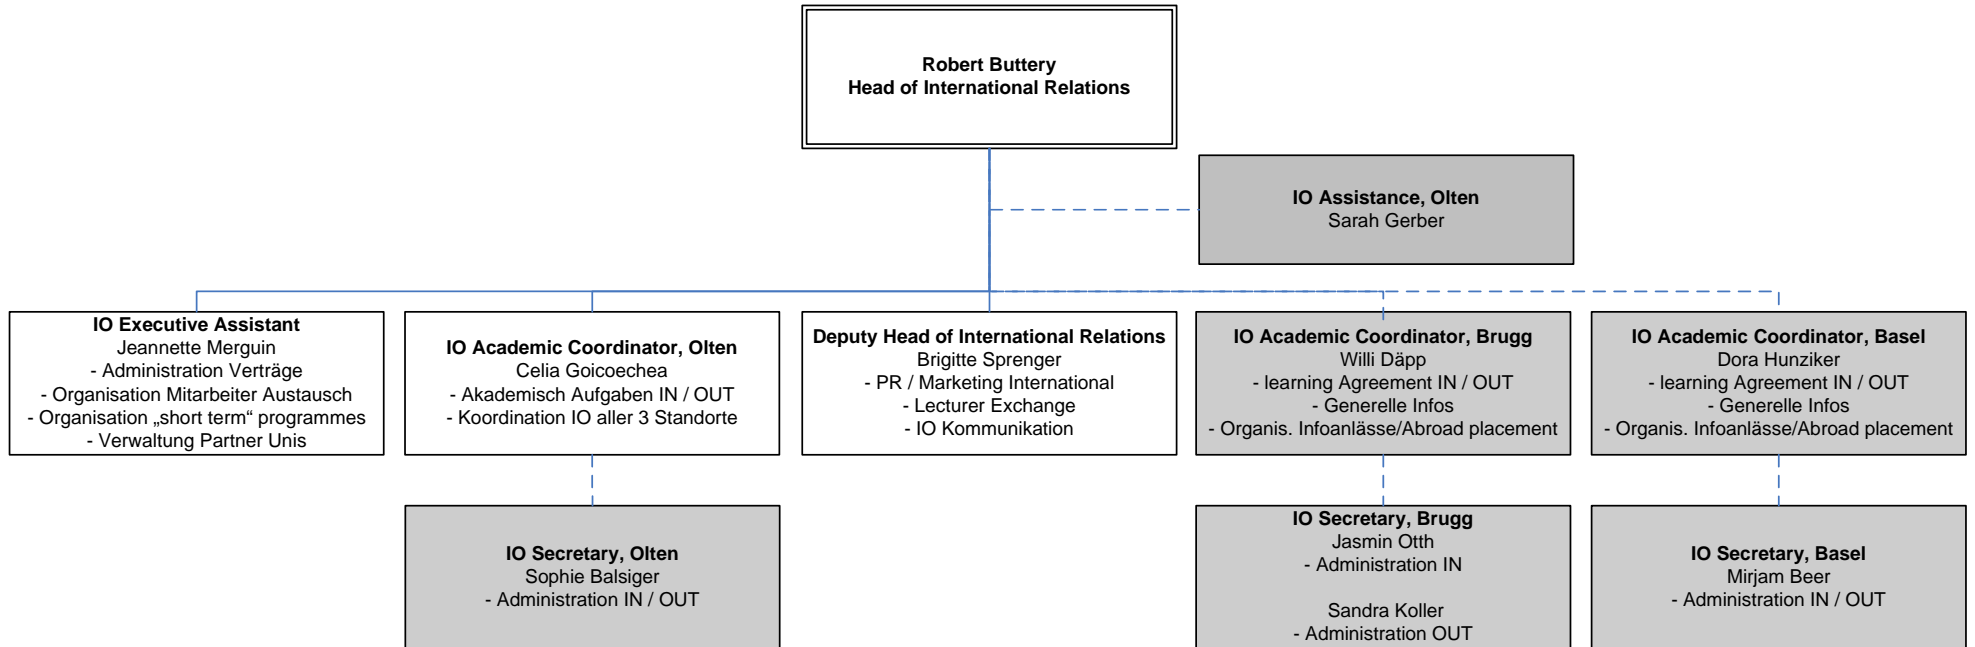 Robert Buttery
Head of International Relations
IO Assistance, Olten
Sarah Gerber
IO Executive Assistant
Jeannette Merguin
- Administration Verträge
- Organisation Mitarbeiter Austausch
- Organisation „short term“ programmes
- Verwaltung Partner Unis
IO Academic Coordinator, Olten
Celia Goicoechea
- Akademisch Aufgaben IN / OUT
- Koordination IO aller 3 Standorte
Deputy Head of International Relations
Brigitte Sprenger
- PR / Marketing International
- Lecturer Exchange
- IO Kommunikation
IO Academic Coordinator, Brugg
Willi Däpp
- learning Agreement IN / OUT
- Generelle Infos
- Organis. Infoanlässe/Abroad placement
IO Academic Coordinator, Basel
Dora Hunziker
- learning Agreement IN / OUT
- Generelle Infos
- Organis. Infoanlässe/Abroad placement
IO Secretary, Olten
Sophie Balsiger
- Administration IN / OUT
IO Secretary, Brugg
Jasmin Otth
- Administration IN
Sandra Koller
- Administration OUT
IO Secretary, Basel
Mirjam Beer
- Administration IN / OUT